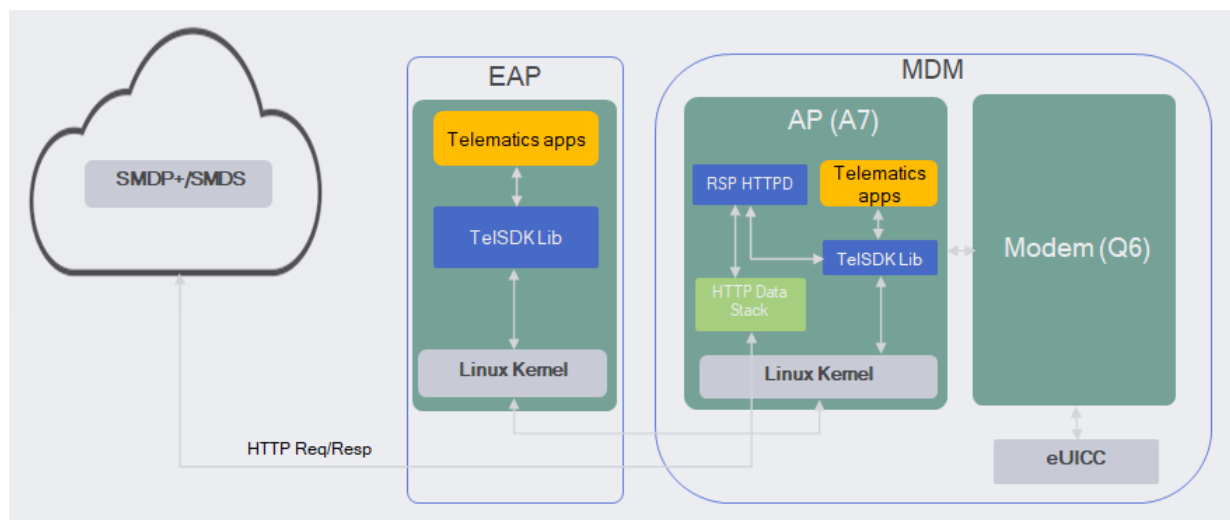 SMDP+/SMDS
EAP
Telematics apps
TelSDK Lib
Linux Kernel
HTTP Req/Resp
MDM
AP (A7)
RSP HTTPD
Telematics
apps
TelSDK Lib
HTTP Data
Stack
Linux Kernel
Modem (Q6)
eUICC